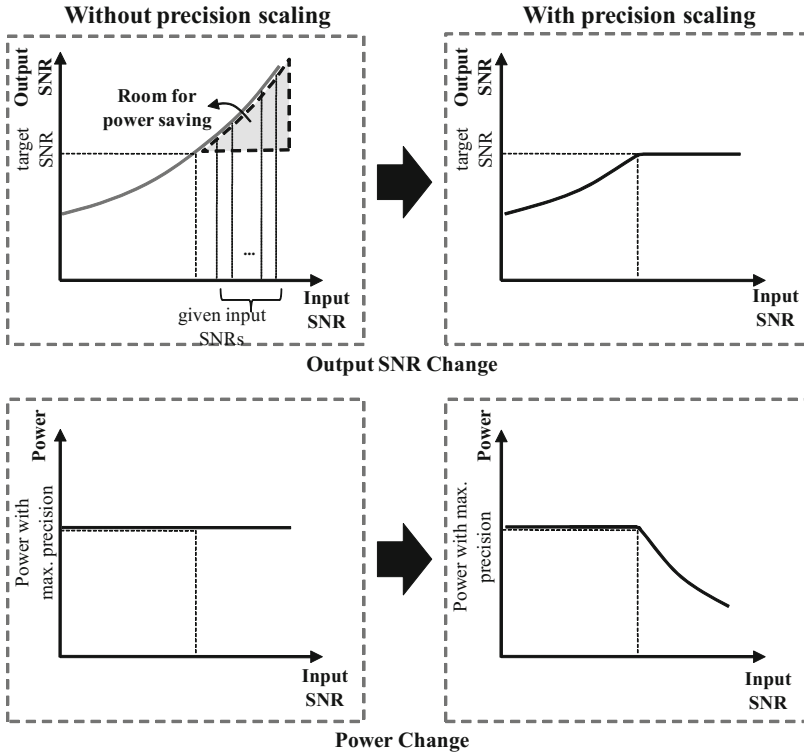 Without precision scaling
With precision scaling
Output
SNR
target
SNR
Room for
power saving
...
Input
SNR
given input
SNRs
Output
SNR
target
SNR
Input
SNR
Output SNR Change
Power
Power with
max. precision
Input
SNR
Power
Power with max.
precision
Input
SNR
Power Change